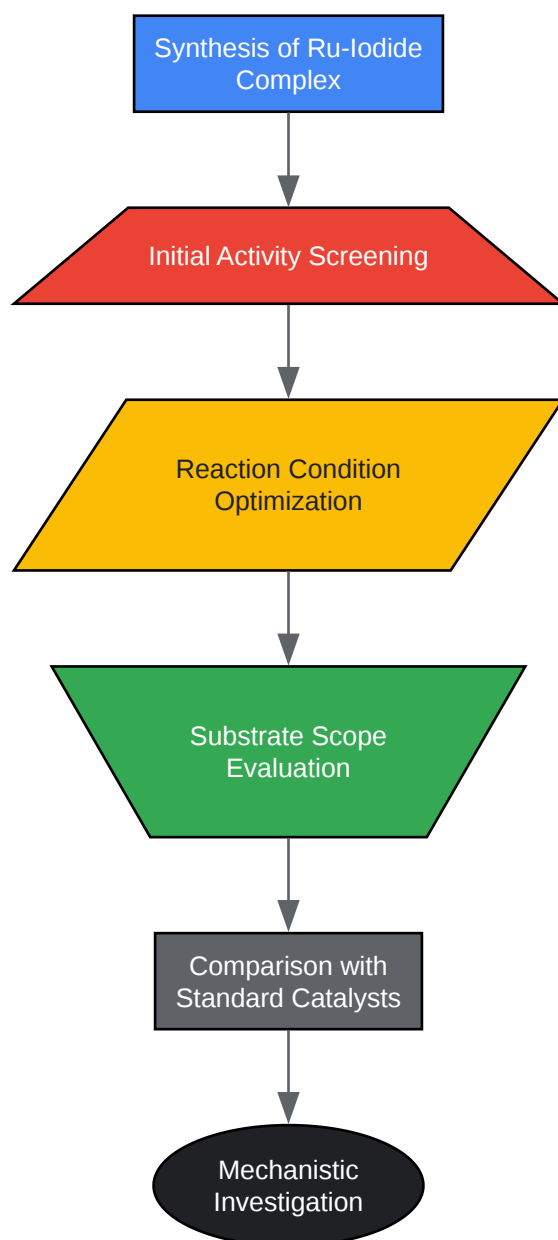 Synthesis of Ru-Iodide
Complex
Initial Activity Screening
Reaction Condition
Optimization
Substrate Scope
Evaluation
Comparison with
Standard Catalysts
Mechanistic
Investigation